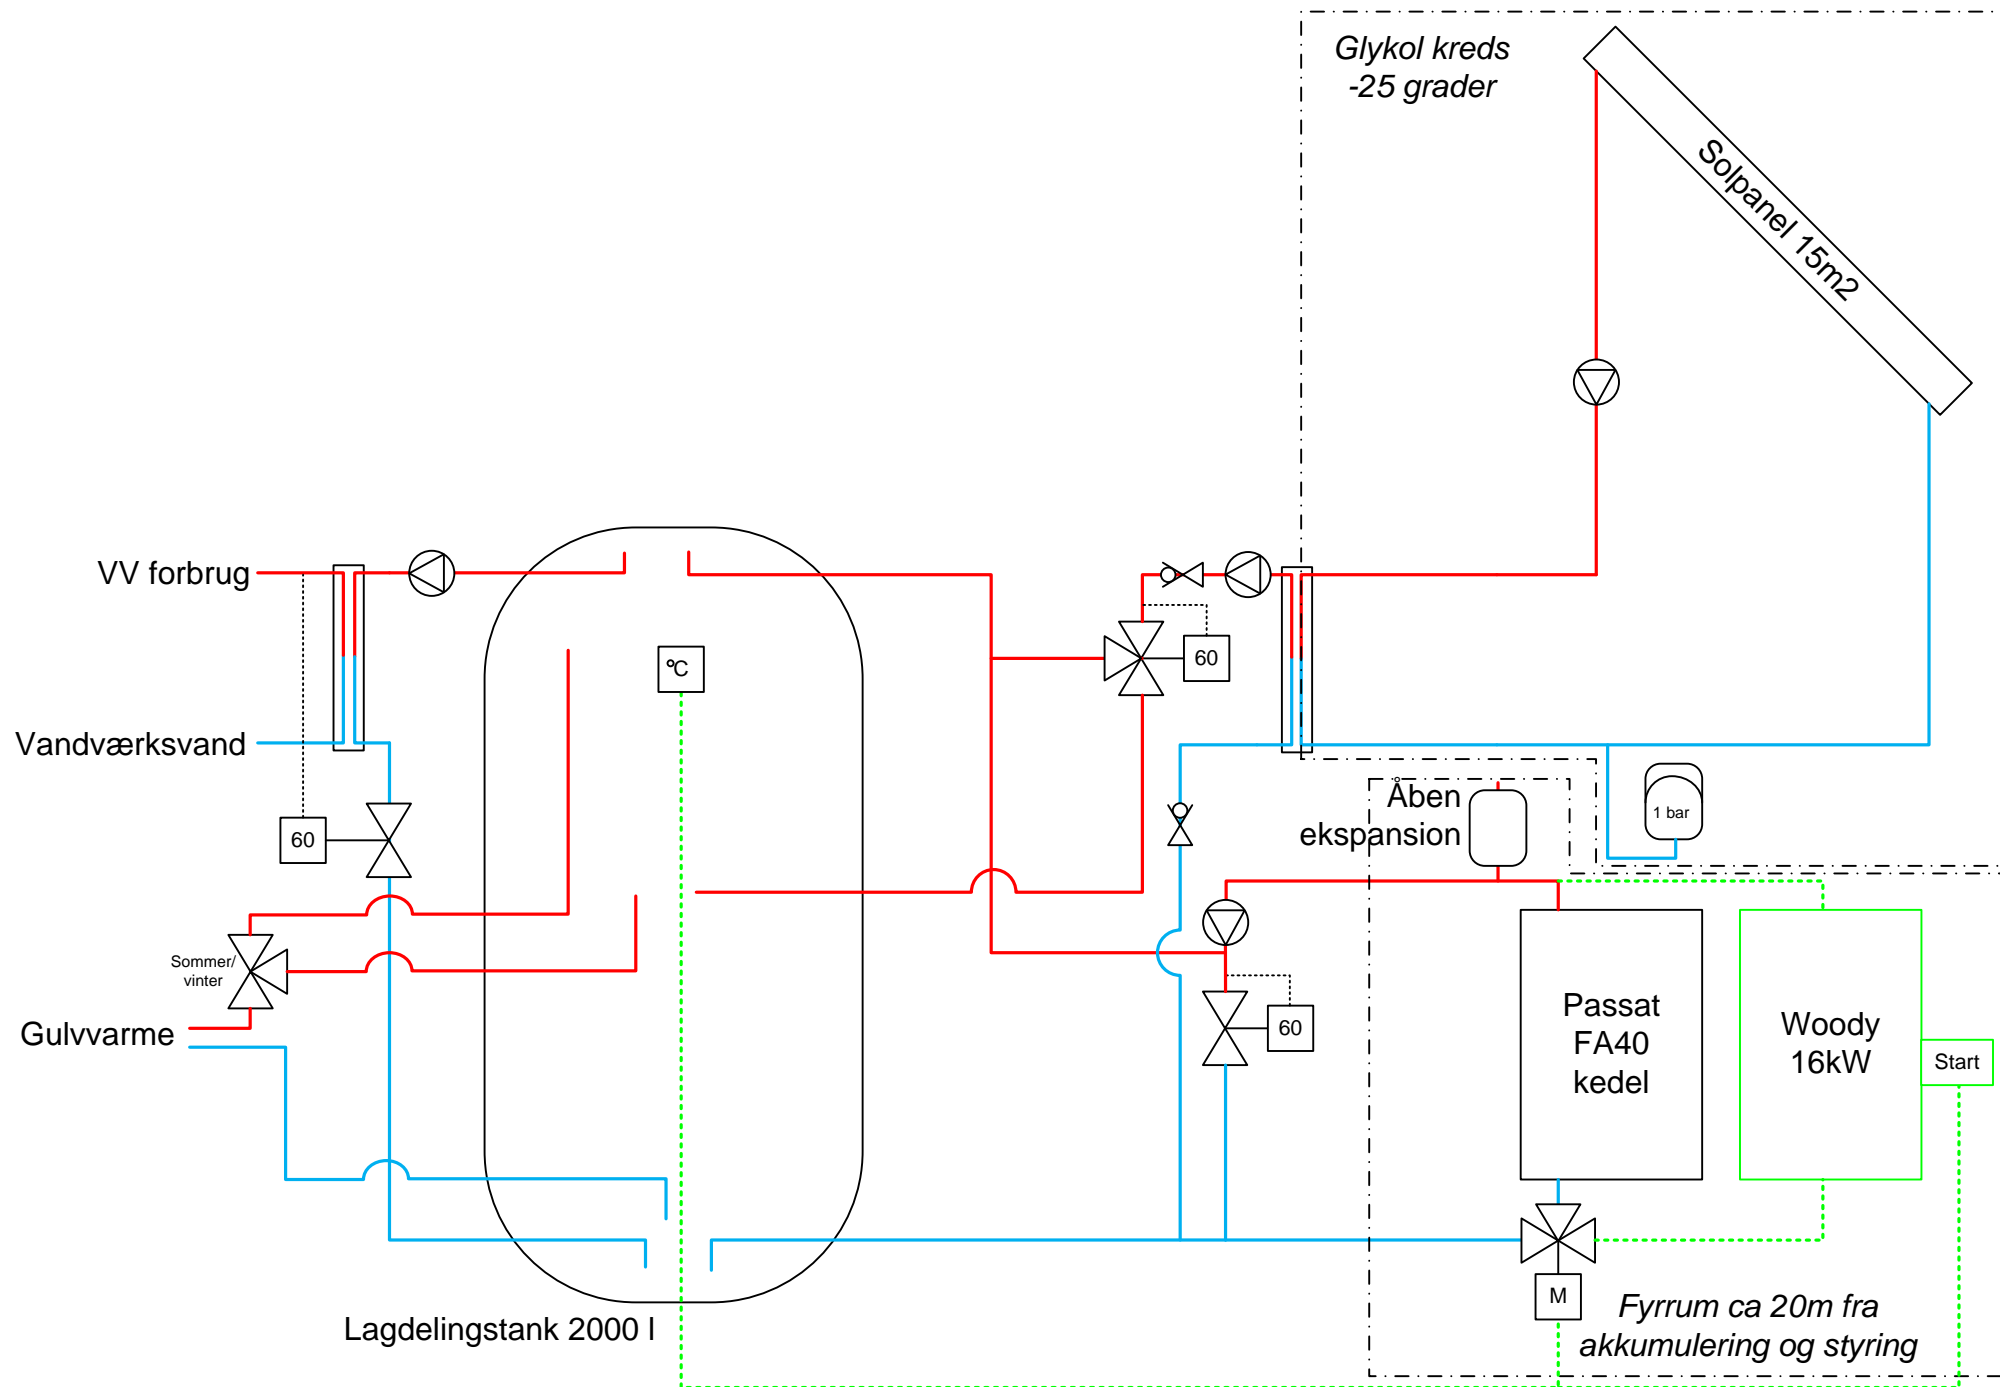 Glykol kreds
-25 grader
Solpanel 15m2
VV forbrug
°C
60
Vandværksvand
60
Åben
ekspansion
1 bar
Sommer/
vinter
Gulvvarme
60
Passat
FA40
kedel
Woody
16kW
Start
M
Fyrrum ca 20m fra
akkumulering og styring
Lagdelingstank 2000 l